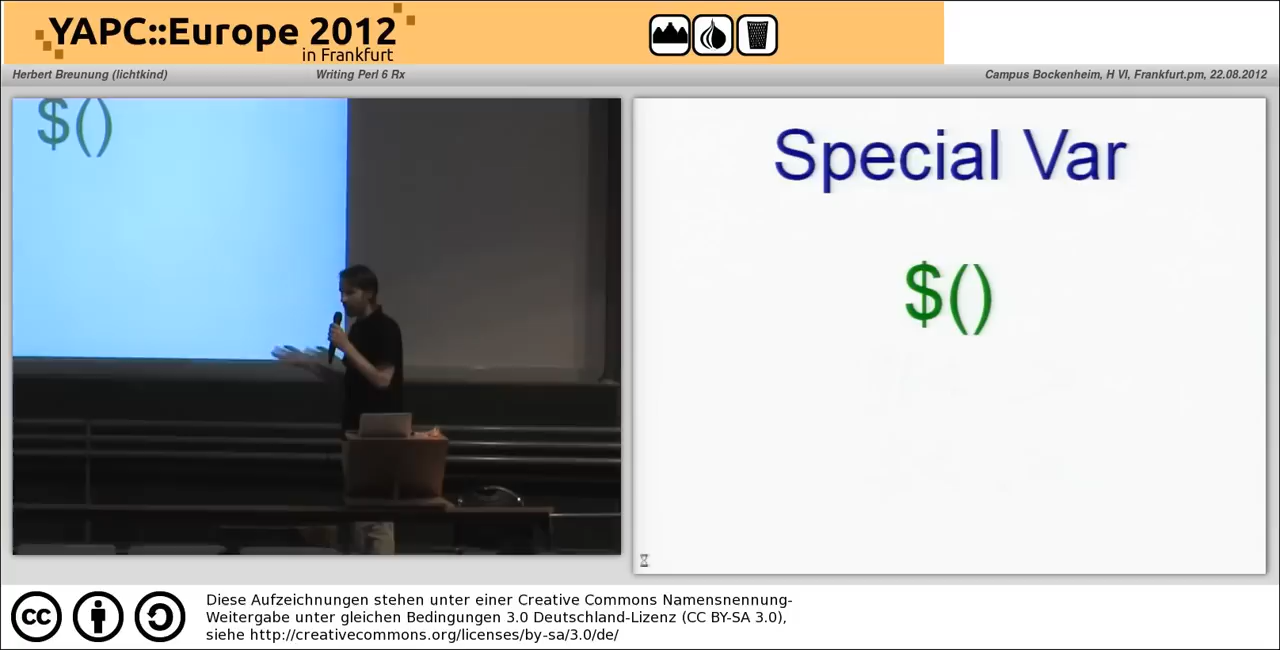 YAPC::Europe 2012
in Frankfurt
Herbert Breunung (lichtkind)
Writing Perl 6 Rx
Campus Bockenheim, H VI, Frankfurt.pm, 22.08.2012
$()
Special Var
$()
cc
Diese Aufzeichnungen stehen unter einer Creative Commons Namensnennung-
Weitergabe unter gleichen Bedingungen 3.0 Deutschland-Lizenz (CC BY-SA 3.0),
siehe http://creativecommons.org/licenses/by-sa/3.0/de/